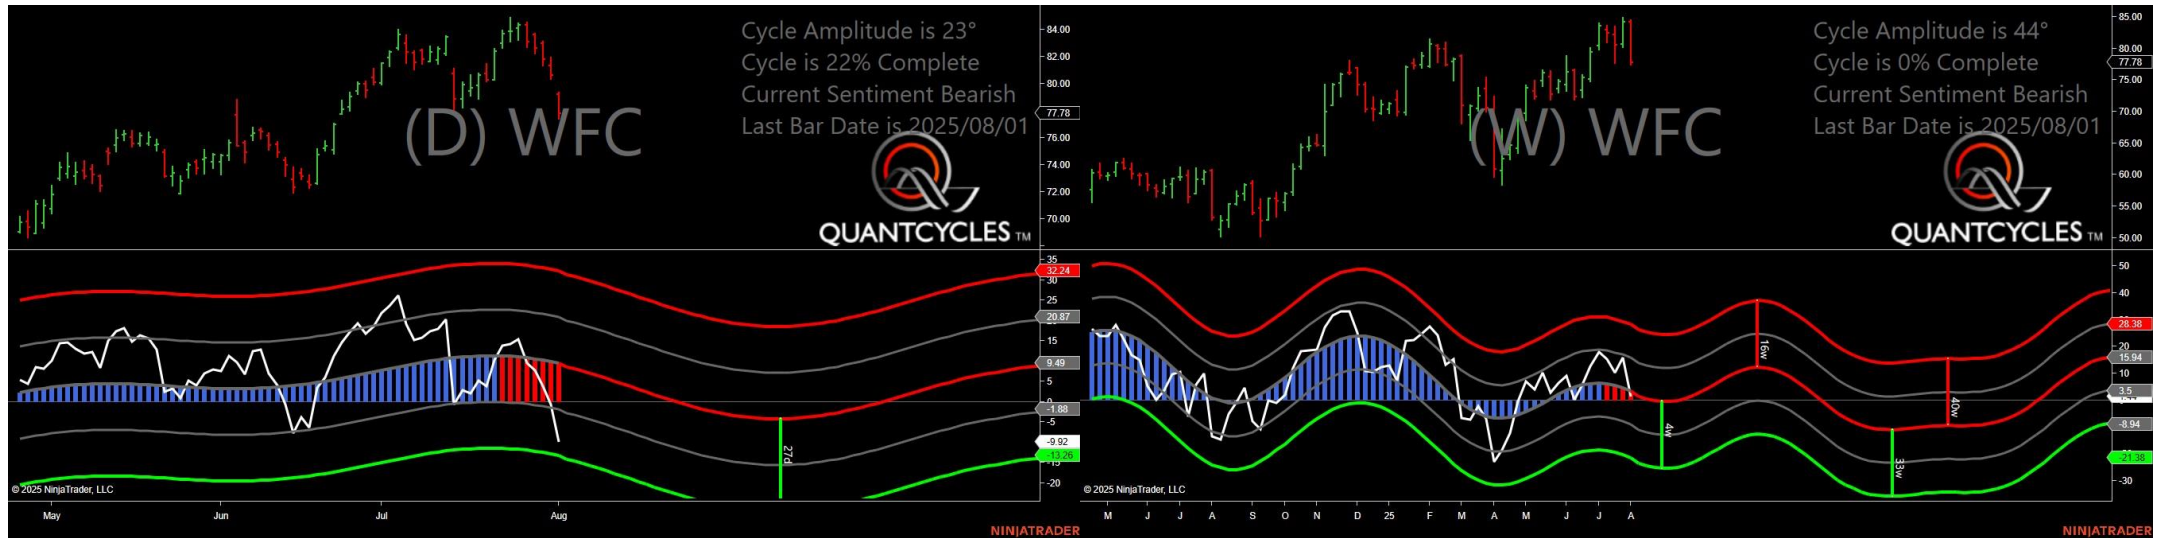 Cycle Amplitude is 23°
Cycle is 22% Complete
Current Sentiment Bearish
Last Bar Date is 2025/08/01
(D) WFC
QUANTCYCLES TM
84.00
82.00
80.00
77.78
76.00
74.00
72.00
70.00
35
32.24
30
25
20.87
15
9.49
5
0
-1.88
-5
-9.92
-13.26
-15
-20
27d
© 2025 NinjaTrader, LLC
May
Jun
Jul
Aug
NINJATRADER
Cycle Amplitude is 44°
Cycle is 0% Complete
Current Sentiment Bearish
Last Bar Date is 2025/08/01
(W) WFC
QUANTCYCLES TM
85.00
80.00
77.78
75.00
70.00
65.00
60.00
55.00
50.00
50
40
28.38
20
15.94
10
3.5
-8.94
-21.38
-30
4w
16w
33w
40w
© 2025 NinjaTrader, LLC
M
J
J
A
S
O
N
D
25
F
M
A
M
J
J
A
NINJATRADER